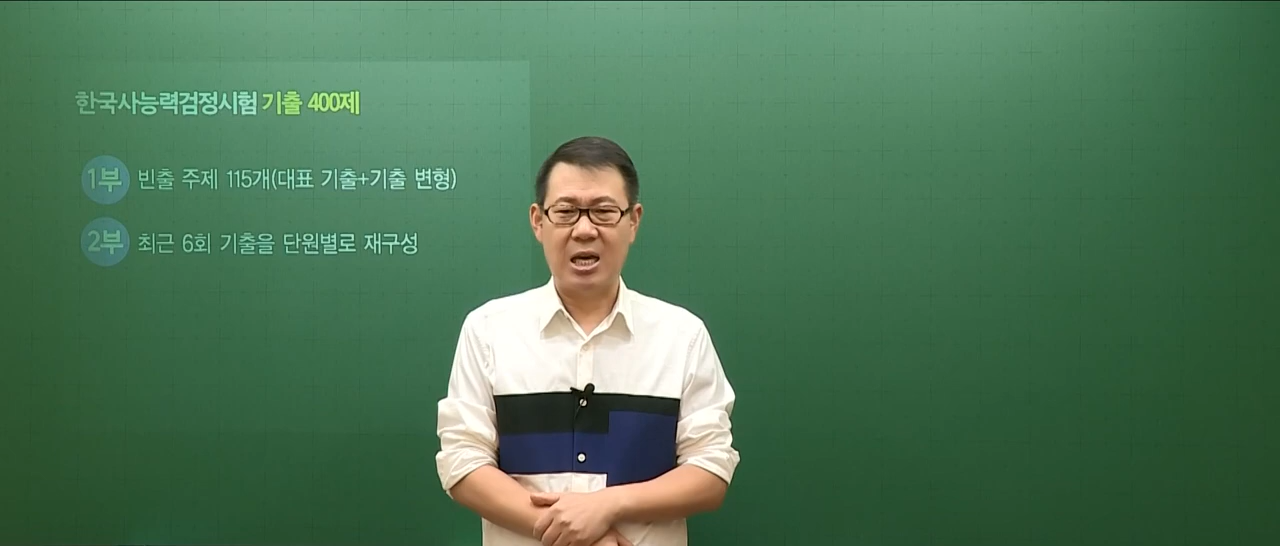 한국사능력검정시험 기출 400제
1부 빈출 주제 115개(대표 기출+기출 변형)
2부 최근 6회 기출을 단원별로 재구성